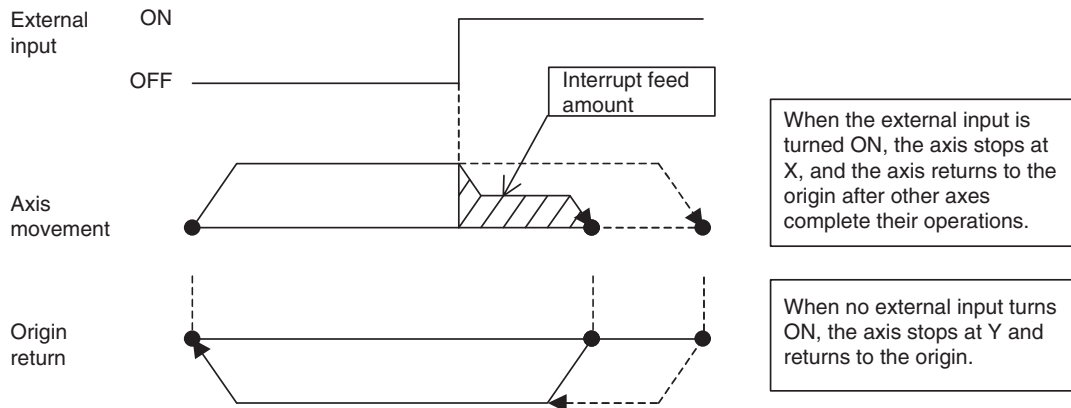 External
input
ON
OFF
Interrupt feed
amount
Axis
movement
When the external input is
turned ON, the axis stops at
X, and the axis returns to the
origin after other axes
complete their operations.
Origin
return
When no external input turns
ON, the axis stops at Y and
returns to the origin.